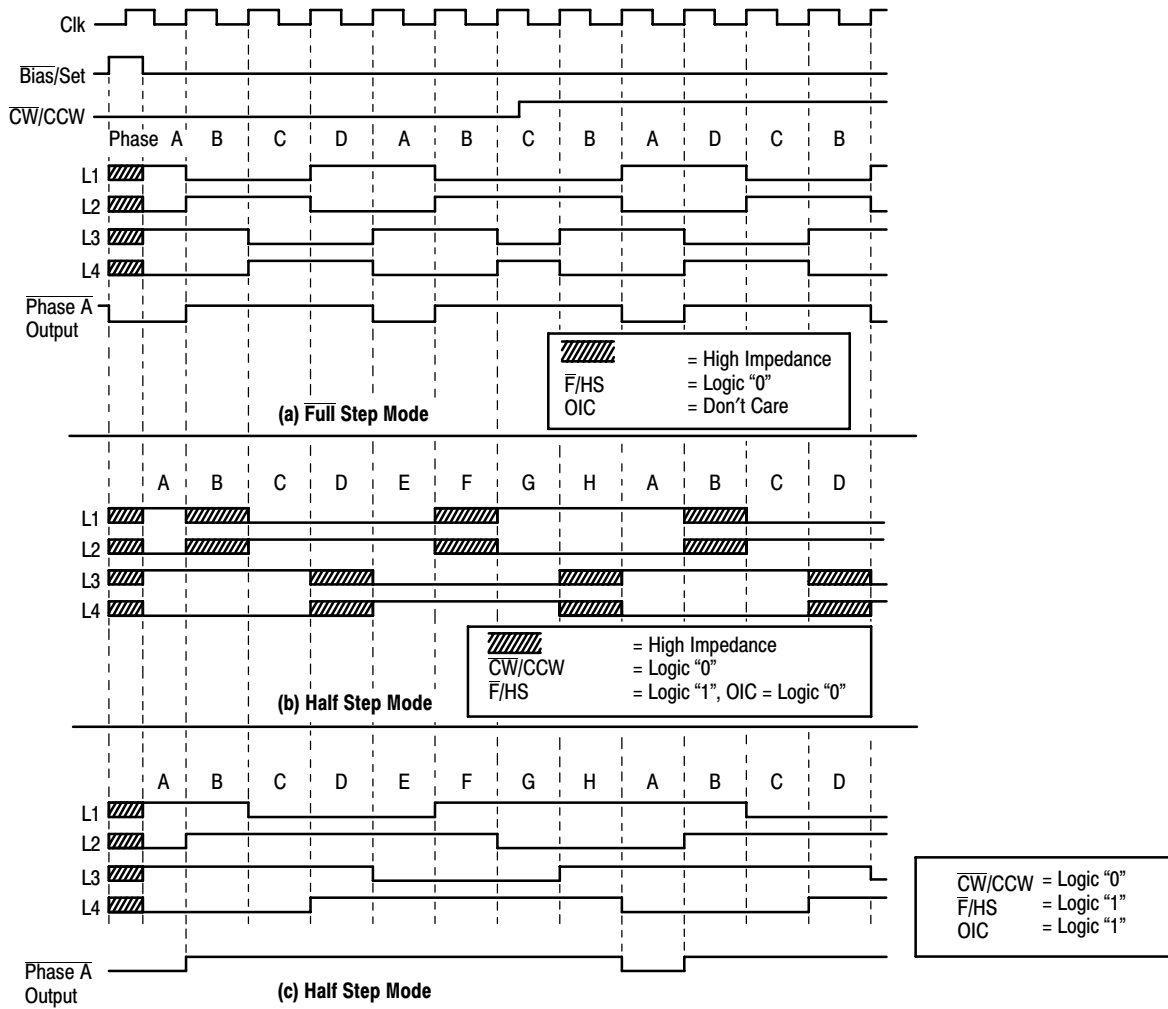 Clk
Bias/Set
CW/CCW
Phase A B C D A B C B A D C B
L1
L2
L3
L4
Phase A
Output
= High Impedance
F/HS = Logic “0”
OIC = Don′t Care
(a) Full Step Mode
A B C D E F G H A B C D
L1
L2
L3
L4
= High Impedance
CW/CCW = Logic “0”
F/HS = Logic “1”, OIC = Logic “0”
(b) Half Step Mode
A B C D E F G H A B C D
L1
L2
L3
L4
CW/CCW = Logic “0”
F/HS = Logic “1”
OIC = Logic “1”
Phase A
Output
(c) Half Step Mode